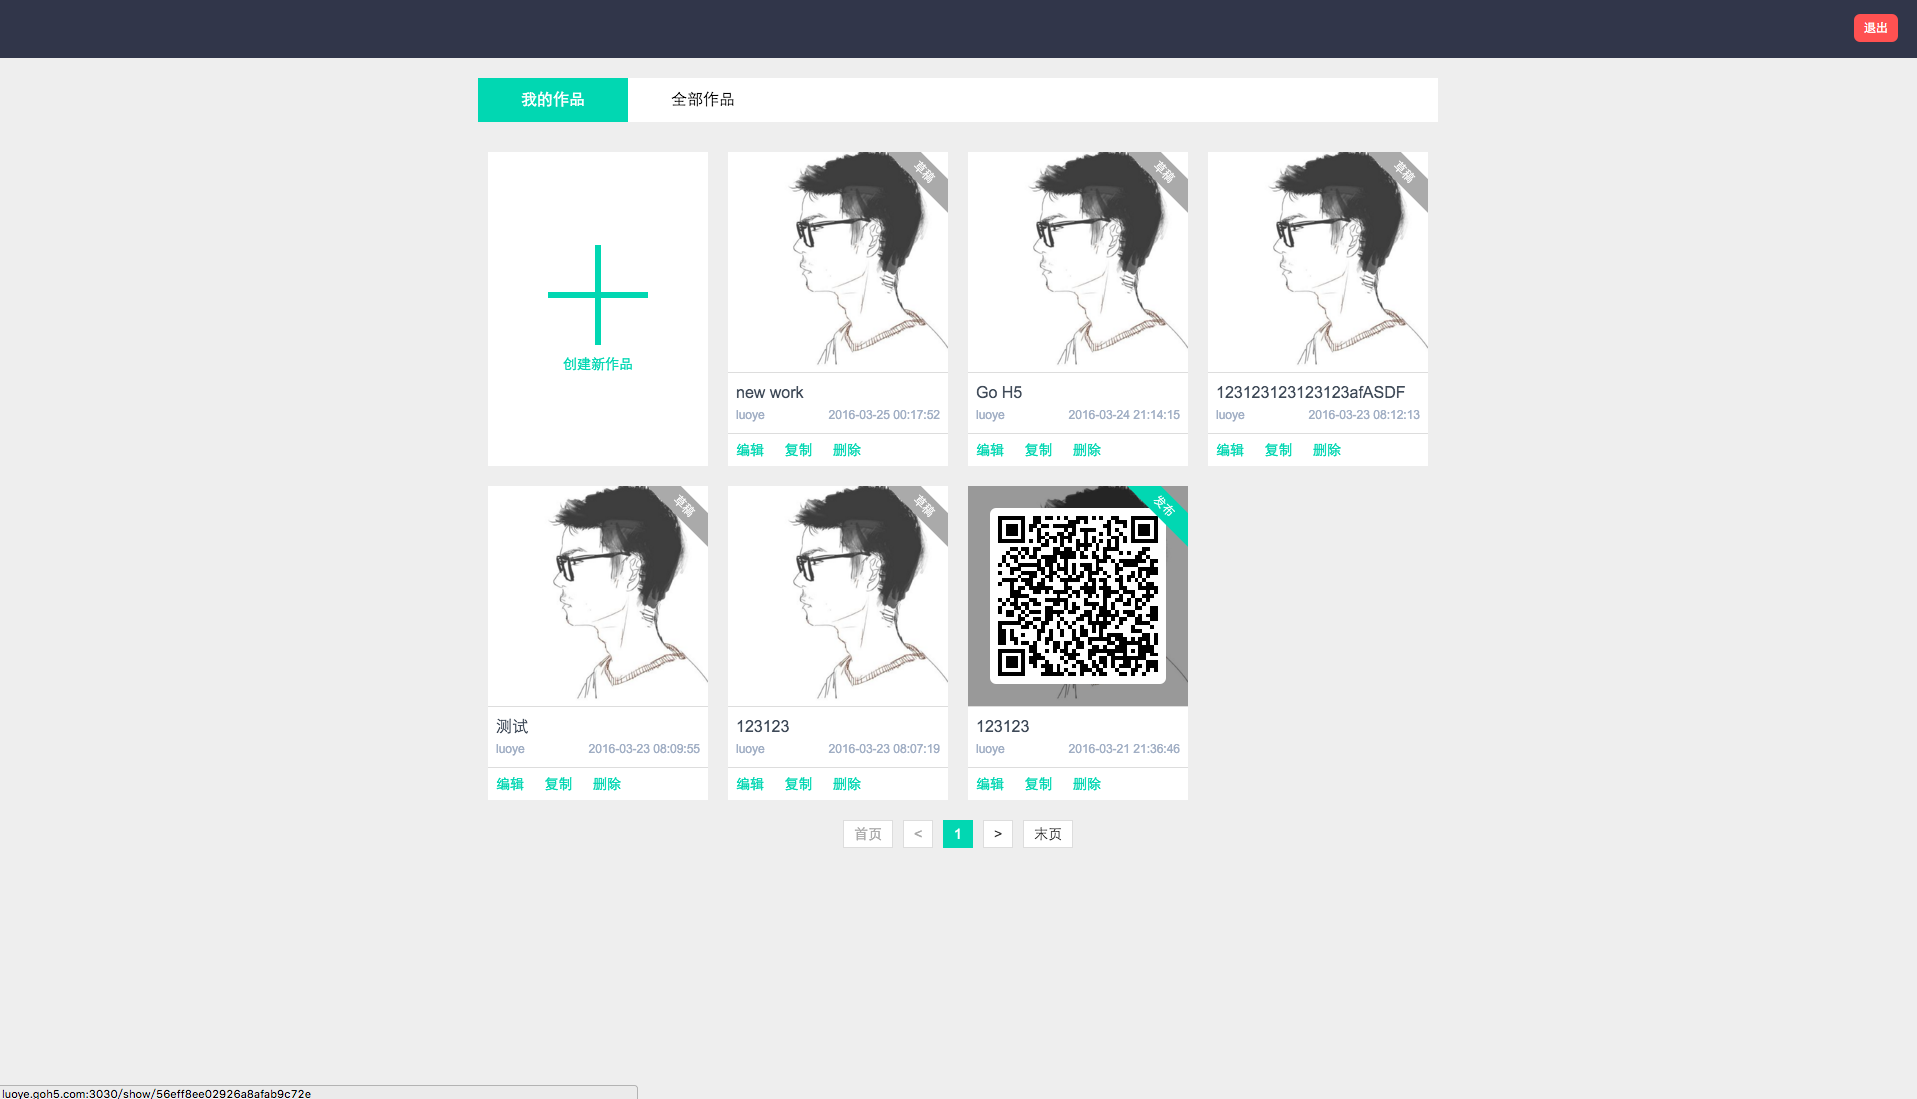 退出
我的作品
全部作品
创建新作品
草稿
new work
luoye 2016-03-25 00:17:52
编辑 复制 删除
草稿
Go H5
luoye 2016-03-24 21:14:15
编辑 复制 删除
草稿
123123123123123afASDF
luoye 2016-03-23 08:12:13
编辑 复制 删除
草稿
测试
luoye 2016-03-23 08:09:55
编辑 复制 删除
草稿
123123
luoye 2016-03-23 08:07:19
编辑 复制 删除
发布
123123
luoye 2016-03-21 21:36:46
编辑 复制 删除
首页 < 1 > 末页
luoye.goh5.com:3030/show/56eff8ee02926a8afab9c72e